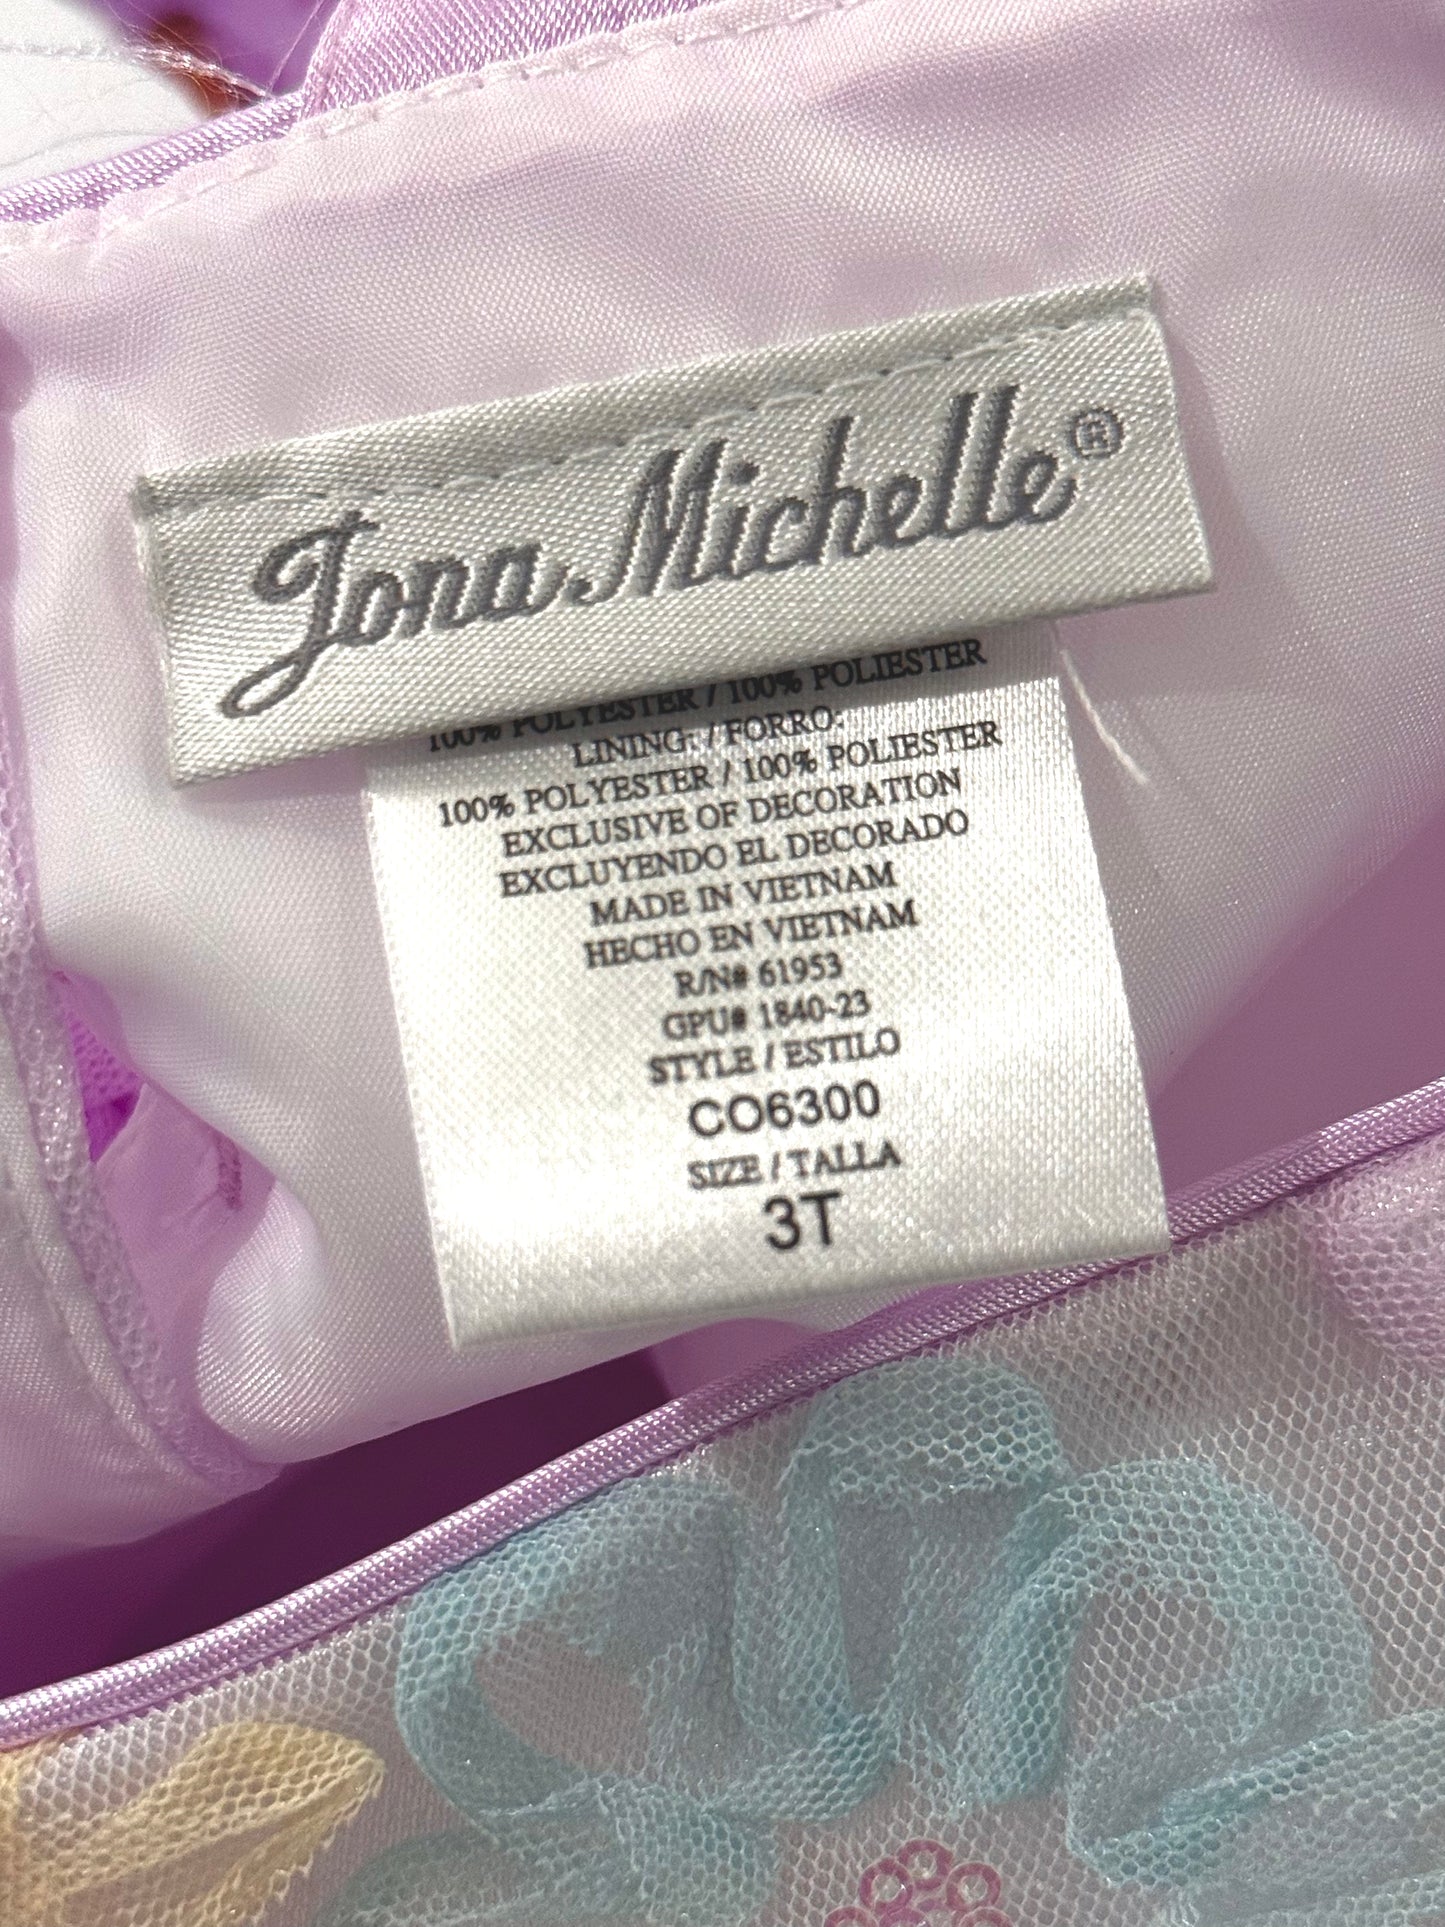 Jona Michelle®
100% POLYESTER / 100% POLIESTER
LINING: / FORRO:
100% POLYESTER / 100% POLIESTER
EXCLUSIVE OF DECORATION
EXCLUYENDO EL DECORADO
MADE IN VIETNAM
HECHO EN VIETNAM
R/N# 61953
GPU# 1840-23
STYLE / ESTILO
CO6300
SIZE / TALLA
3T